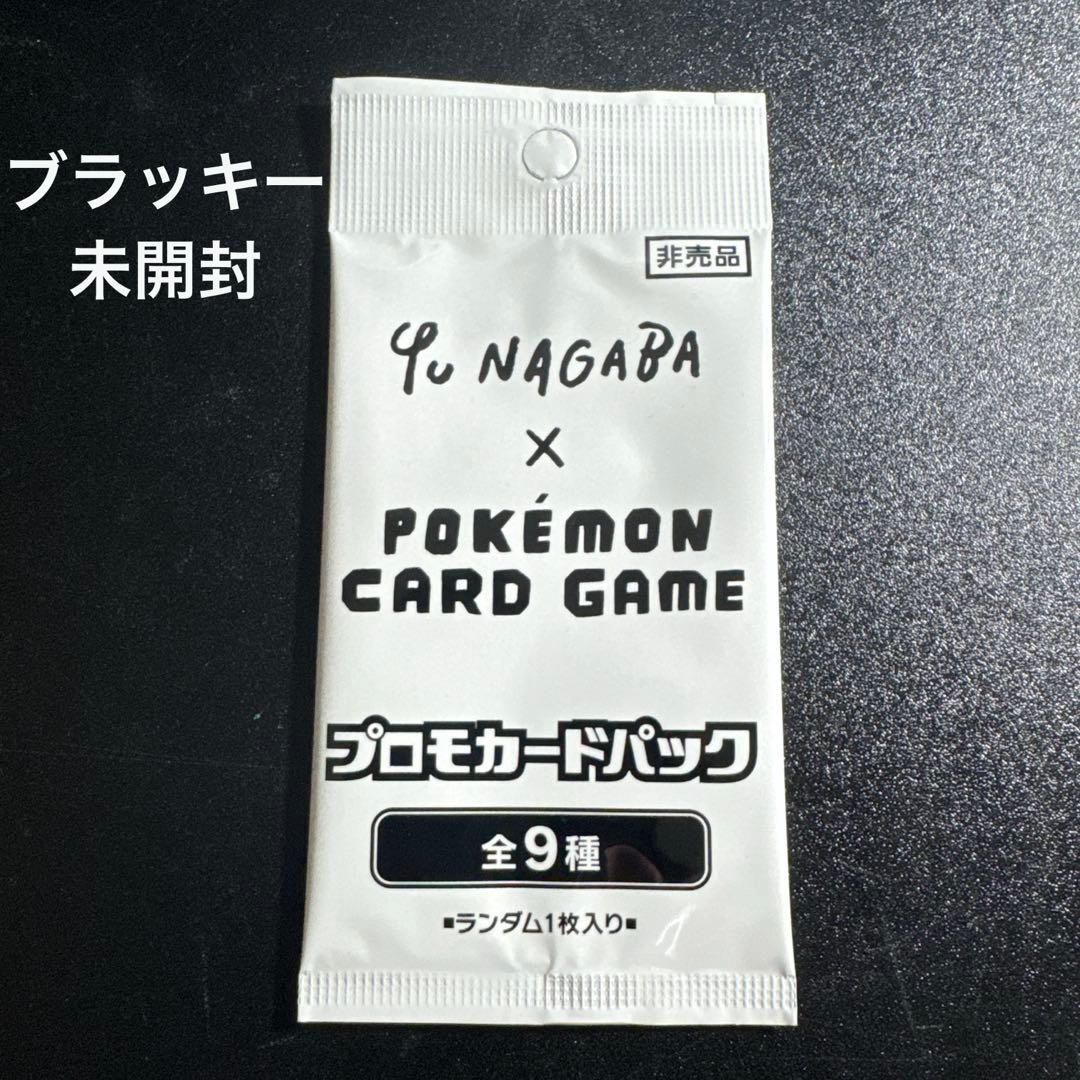 ブラッキー
未開封
非売品
Yu NAGABA
×
POKÉMON
CARD GAME
プロモカードパック
全9種
■ランダム1枚入り■